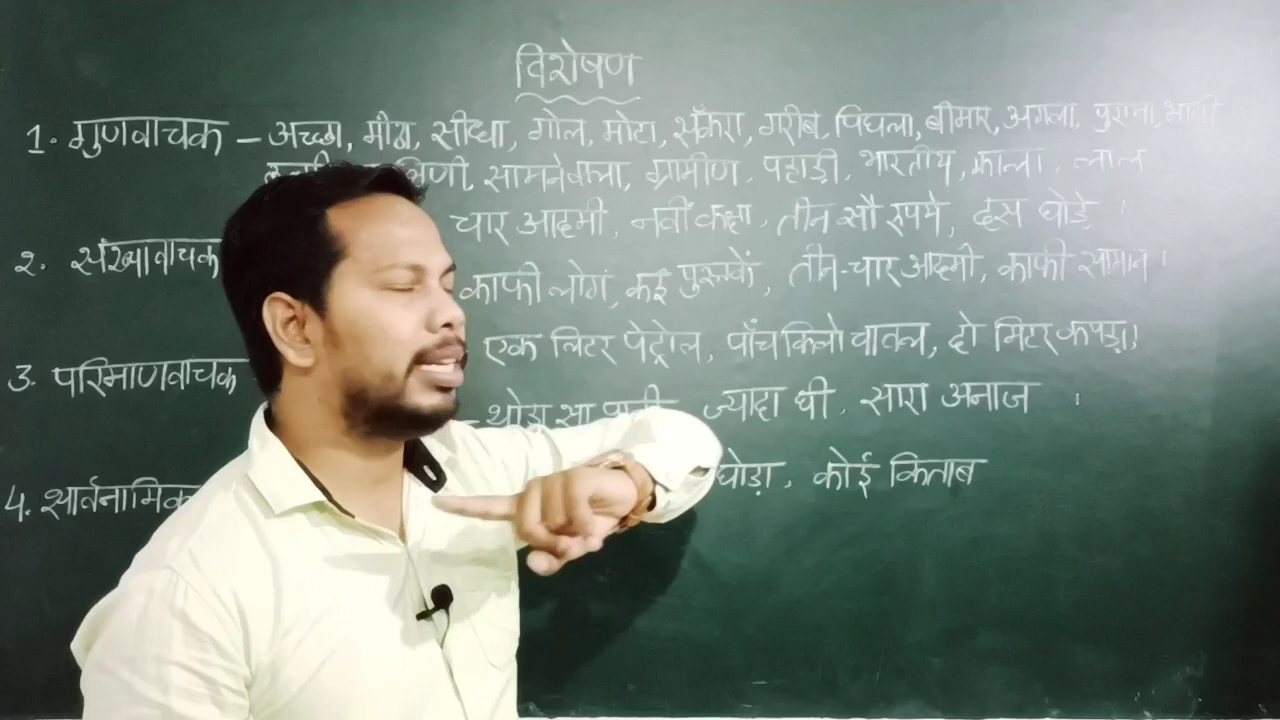 विशेषण
1. गुणवाचक – अच्छा, मीठा, सीधा, गोल, मोटा, सँकरा, गरीब, पिघला, बीमार, अगला, पुराना,
सामनेवाला, ग्रामीण, पहाड़ी, भारतीय, काला, लाल
चार आदमी, नवीं कक्षा, तीन सौ रुपये, दस घोड़े।
२. संख्यावाचक
काफी लोग, कई पुस्तकें, तीन-चार आदमी, काफी सामान।
एक लिटर पेट्रोल, पाँच किलो चावल, दो मिटर कपड़ा,
3. परिमाणवाचक
– थोड़ा सा ज्यादा घी, सारा अनाज ।
4. सार्वनामिक
घोड़ा, कोई किताब